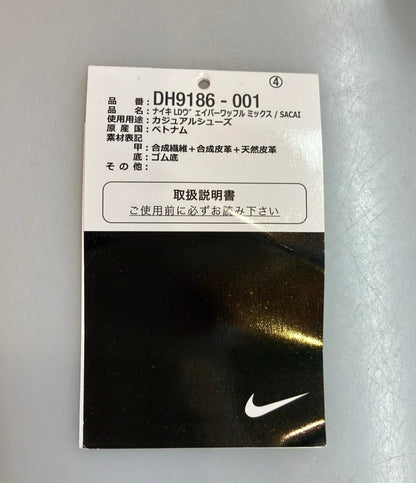 ④
品番：DH9186 - 001
品名：ナイキ LDヴェイパーワッフル ミックス / SACAI
使用用途：カジュアルシューズ
原産国：ベトナム
素材表記
甲：合成繊維＋合成皮革＋天然皮革
底：ゴム底
その他：
取扱説明書
ご使用前に必ずお読み下さい